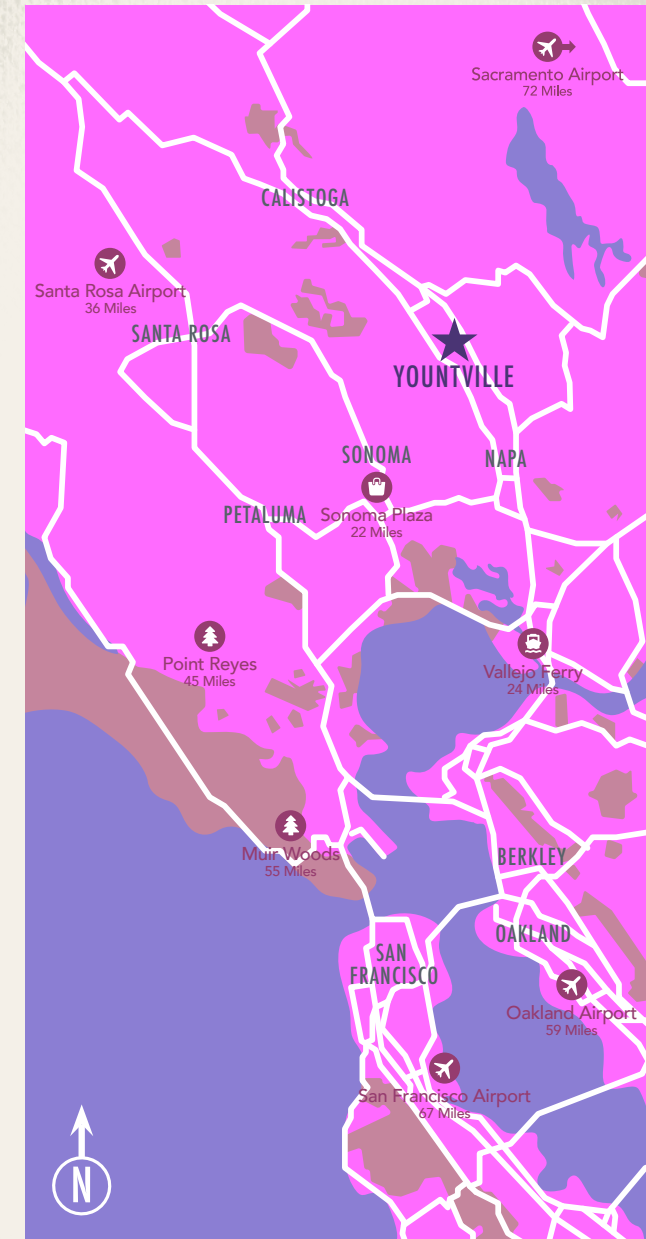 Sacramento Airport
72 Miles
CALISTOGA
Santa Rosa Airport
36 Miles
SANTA ROSA
YOUNTVILLE
SONOMA
NAPA
PETALUMA
Sonoma Plaza
22 Miles
Point Reyes
45 Miles
Vallejo Ferry
24 Miles
Muir Woods
55 Miles
BERKLEY
OAKLAND
SAN
FRANCISCO
Oakland Airport
59 Miles
San Francisco Airport
67 Miles
N